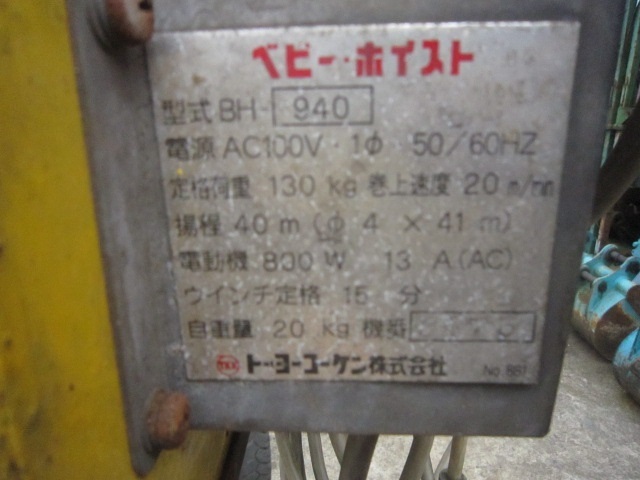 ベビー・ホイスト
型式 BH- 940
電源 AC100V・1φ 50/60HZ
定格荷重 130 kg 巻上速度 20 m/mn
揚程 40 m (φ 4 × 41 m)
電動機 800 W 13 A (AC)
ウインチ定格 15 分
自重量 20 kg 機番
トーヨーコーケン株式会社 No 881